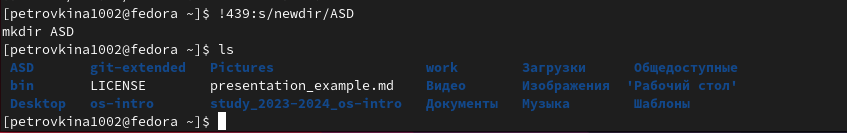 [petrovkina1002@fedora ~]$ !439:s/newdir/ASD
mkdir ASD
[petrovkina1002@fedora ~]$ ls
ASD git-extended Pictures work Загрузки Общедоступные
bin LICENSE presentation_example.md Видео Изображения 'Рабочий стол'
Desktop os-intro study_2023-2024_os-intro Документы Музыка Шаблоны
[petrovkina1002@fedora ~]$